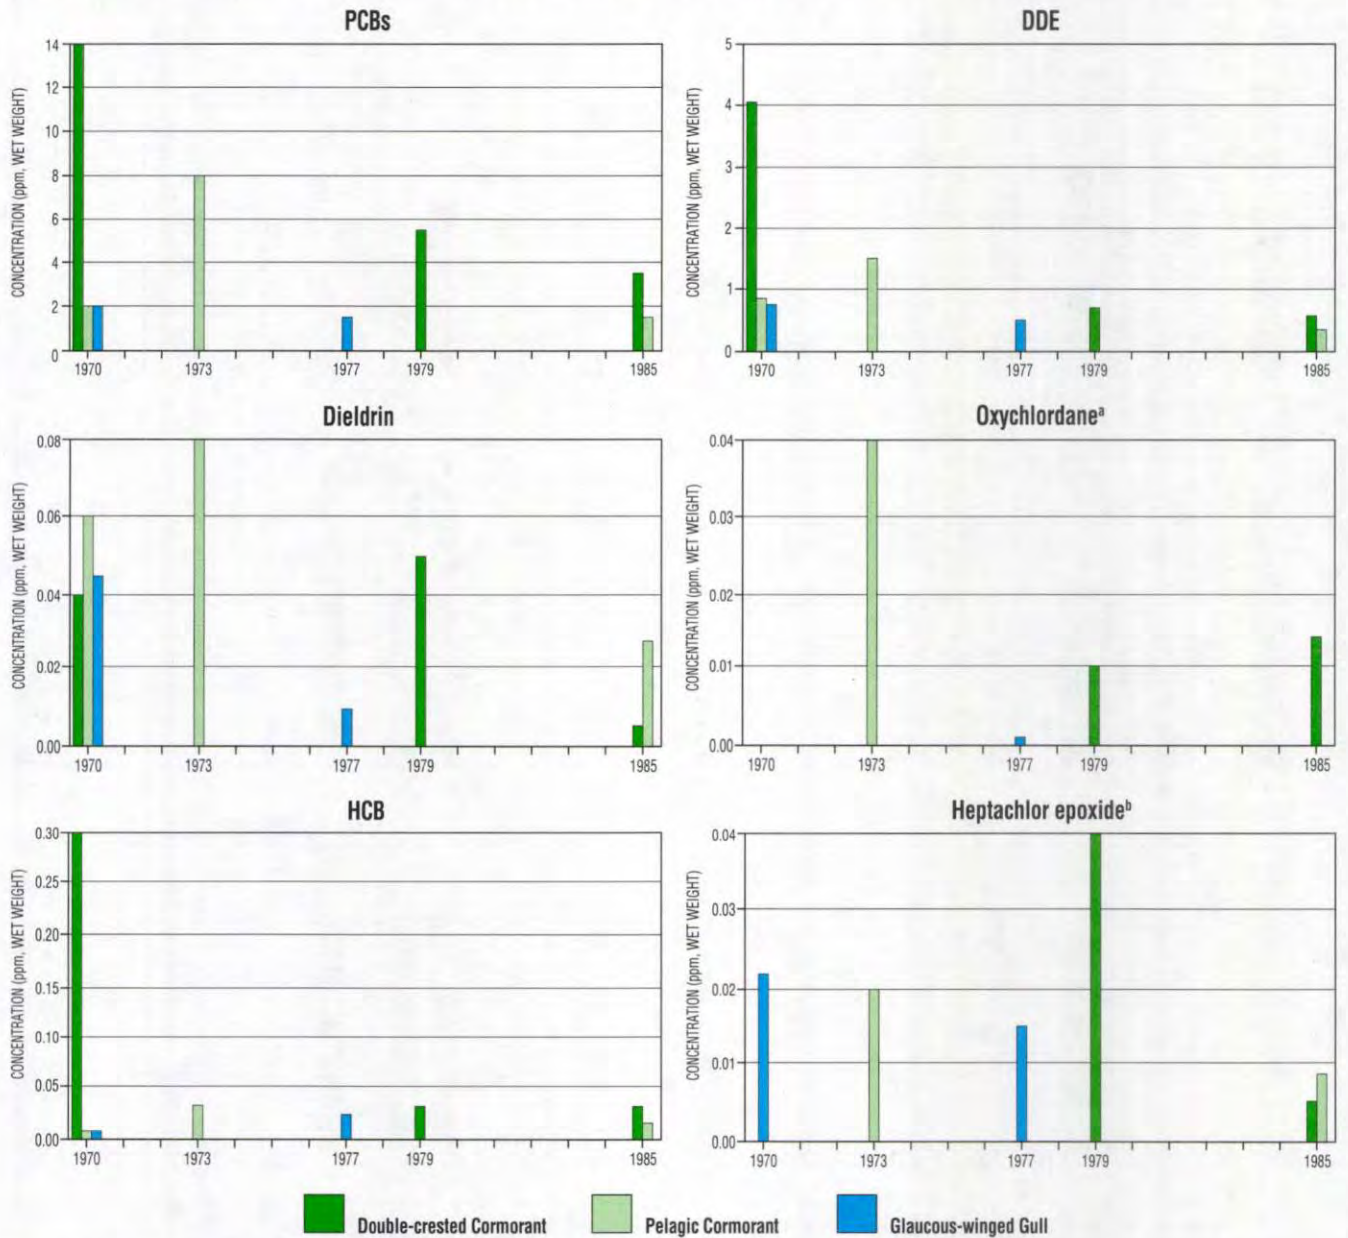 PCBs
CONCENTRATION (ppm, WET WEIGHT)
14
12
10
8
6
4
2
0
1970 1973 1977 1979 1985
DDE
CONCENTRATION (ppm, WET WEIGHT)
5
4
3
2
1
0
1970 1973 1977 1979 1985
Dieldrin
CONCENTRATION (ppm, WET WEIGHT)
0.08
0.06
0.04
0.02
0.00
1970 1973 1977 1979 1985
Oxychlordaneᵃ
CONCENTRATION (ppm, WET WEIGHT)
0.04
0.03
0.02
0.01
0.00
1970 1973 1977 1979 1985
HCB
CONCENTRATION (ppm, WET WEIGHT)
0.30
0.25
0.20
0.15
0.10
0.05
0.00
1970 1973 1977 1979 1985
Heptachlor epoxideᵇ
CONCENTRATION (ppm, WET WEIGHT)
0.04
0.03
0.02
0.01
0.00
1970 1973 1977 1979 1985
Double-crested Cormorant Pelagic Cormorant Glaucous-winged Gull